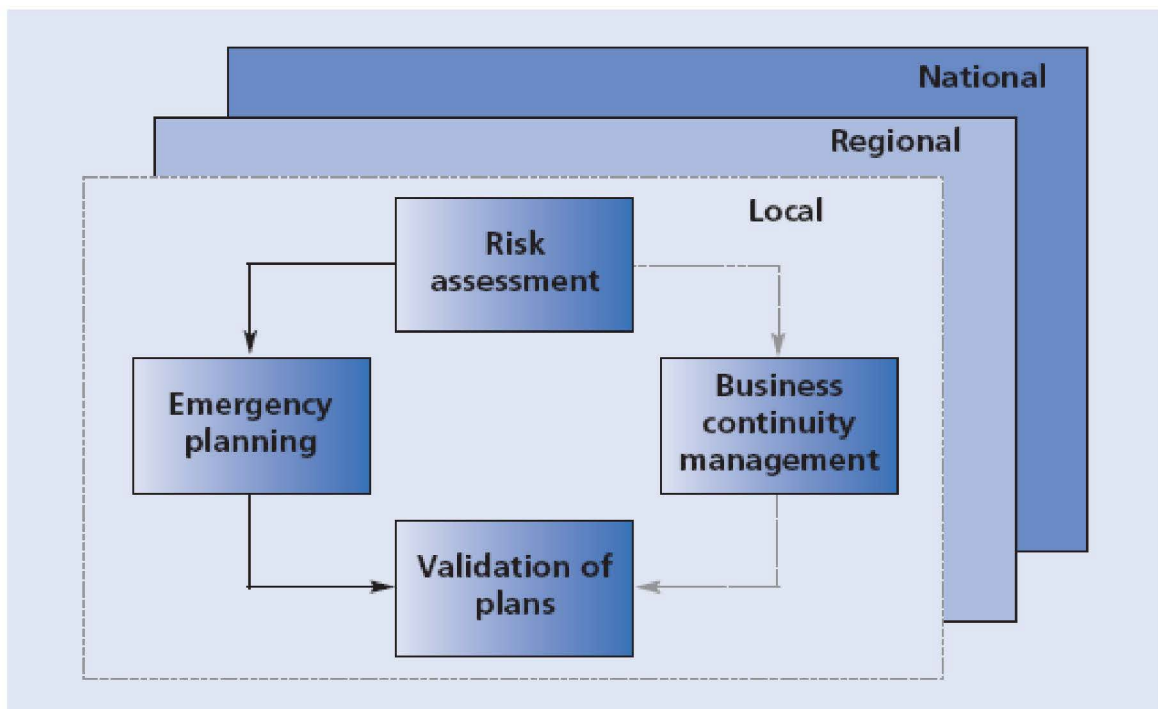 National
Regional
Local
Risk
assessment
Emergency
planning
Business
continuity
management
Validation of
plans